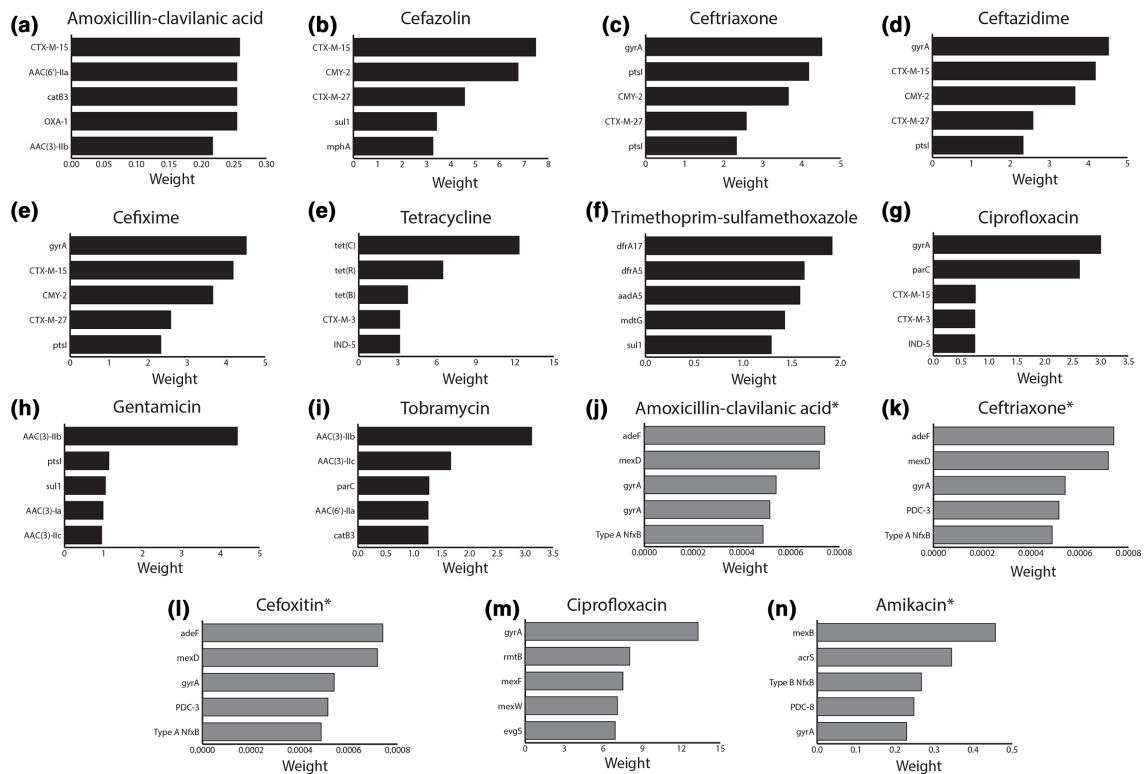 (a) Amoxicillin-clavilanic acid
CTX-M-15
AAC(6')-IIa
catB3
OXA-1
AAC(3)-IIb
0.00 0.05 0.10 0.15 0.20 0.25 0.30
Weight
(b) Cefazolin
CTX-M-15
CMY-2
CTX-M-27
sul1
mphA
0 1 2 3 4 5 6 7 8
Weight
(c) Ceftriaxone
gyrA
ptsI
CMY-2
CTX-M-27
ptsI
0 1 2 3 4 5
Weight
(d) Ceftazidime
gyrA
CTX-M-15
CMY-2
CTX-M-27
ptsI
0 1 2 3 4 5
Weight
(e) Cefixime
gyrA
CTX-M-15
CMY-2
CTX-M-27
ptsI
0 1 2 3 4 5
Weight
(e) Tetracycline
tet(C)
tet(R)
tet(B)
CTX-M-3
IND-5
0 3 6 9 12 15
Weight
(f) Trimethoprim-sulfamethoxazole
dfrA17
dfrA5
aadA5
mdtG
sul1
0.0 0.5 1.0 1.5 2.0
Weight
(g) Ciprofloxacin
gyrA
parC
CTX-M-15
CTX-M-3
IND-5
0.0 0.5 1.0 1.5 2.0 2.5 3.0 3.5
Weight
(h) Gentamicin
AAC(3)-IIb
ptsI
sul1
AAC(3)-Ia
AAC(3)-IIc
0 1 2 3 4 5
Weight
(i) Tobramycin
AAC(3)-IIb
AAC(3)-IIc
parC
AAC(6')-IIa
catB3
0.0 0.5 1.0 1.5 2.0 2.5 3.0 3.5
Weight
(j) Amoxicillin-clavilanic acid*
adeF
mexD
gyrA
gyrA
Type A NfxB
0.0000 0.0002 0.0004 0.0006 0.0008
Weight
(k) Ceftriaxone*
adeF
mexD
gyrA
PDC-3
Type A NfxB
0.0000 0.0002 0.0004 0.0006 0.0008
Weight
(l) Cefoxitin*
adeF
mexD
gyrA
PDC-3
Type A NfxB
0.0000 0.0002 0.0004 0.0006 0.0008
Weight
(m) Ciprofloxacin
gyrA
rmtB
mexF
mexW
evgS
0 3 6 9 12 15
Weight
(n) Amikacin*
mexB
acrS
Type B NfxB
PDC-8
gyrA
0.0 0.1 0.2 0.3 0.4 0.5
Weight